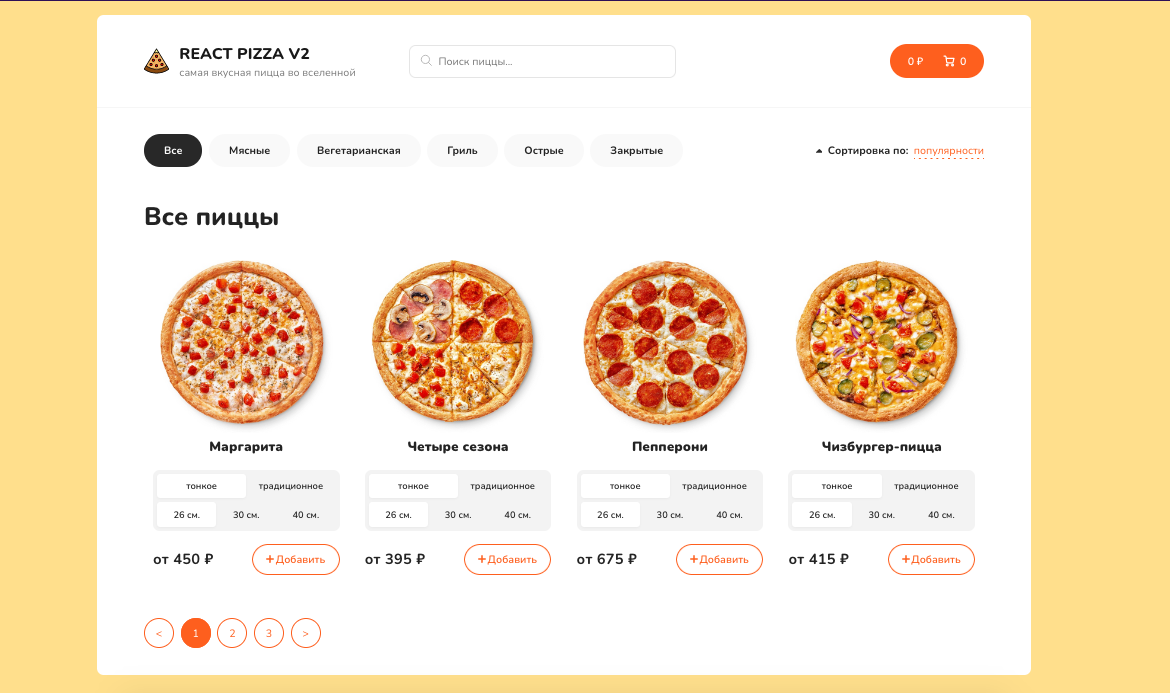 REACT PIZZA V2
самая вкусная пицца во вселенной
Поиск пиццы...
0 ₽ 0
Все Мясные Вегетарианская Гриль Острые Закрытые
Сортировка по: популярности
Все пиццы
Маргарита Четыре сезона Пепперони Чизбургер-пицца
тонкое традиционное тонкое традиционное тонкое традиционное тонкое традиционное
26 см. 30 см. 40 см. 26 см. 30 см. 40 см. 26 см. 30 см. 40 см. 26 см. 30 см. 40 см.
от 450 ₽ +Добавить от 395 ₽ +Добавить от 675 ₽ +Добавить от 415 ₽ +Добавить
< 1 2 3 >